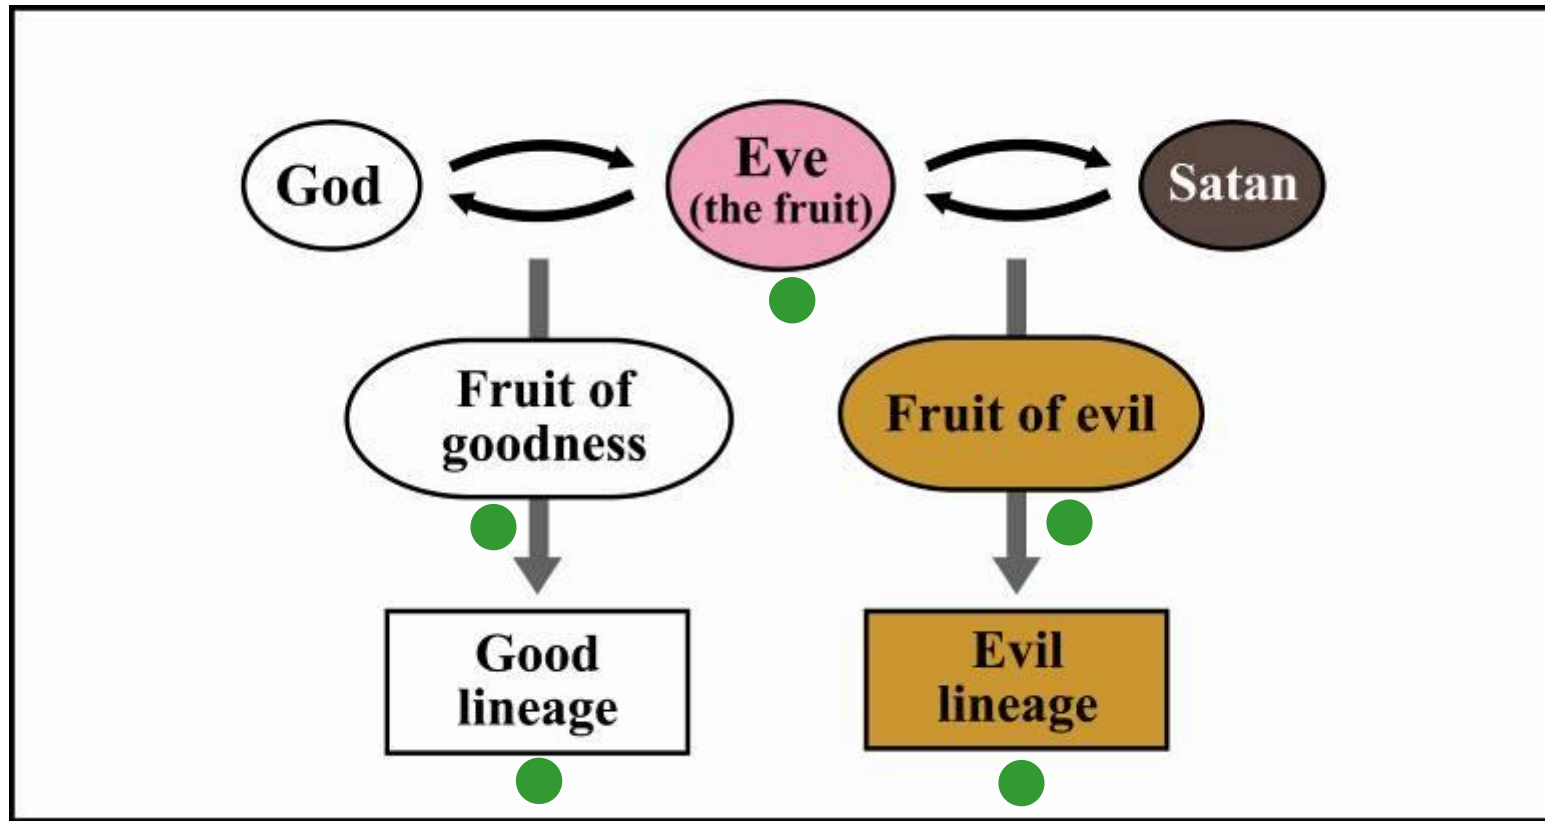 God
Eve
(the fruit)
Satan
Fruit of
goodness
Fruit of evil
Good
lineage
Evil
lineage